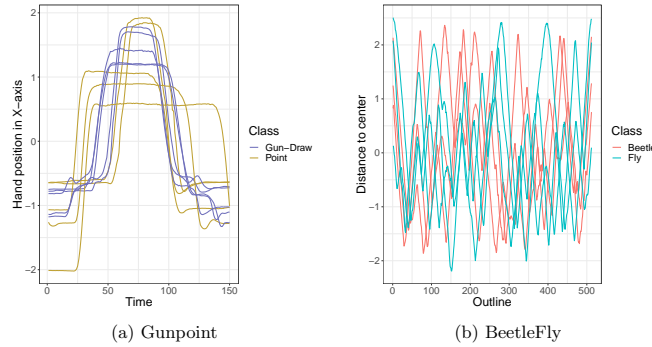 Hand position in X−axis
2
1
0
−1
−2
0
50
100
150
Time
Class
Gun−Draw
Point
(a) Gunpoint
Distance to center
2
1
0
−1
−2
0
100
200
300
400
500
Outline
Class
Beetle
Fly
(b) BeetleFly